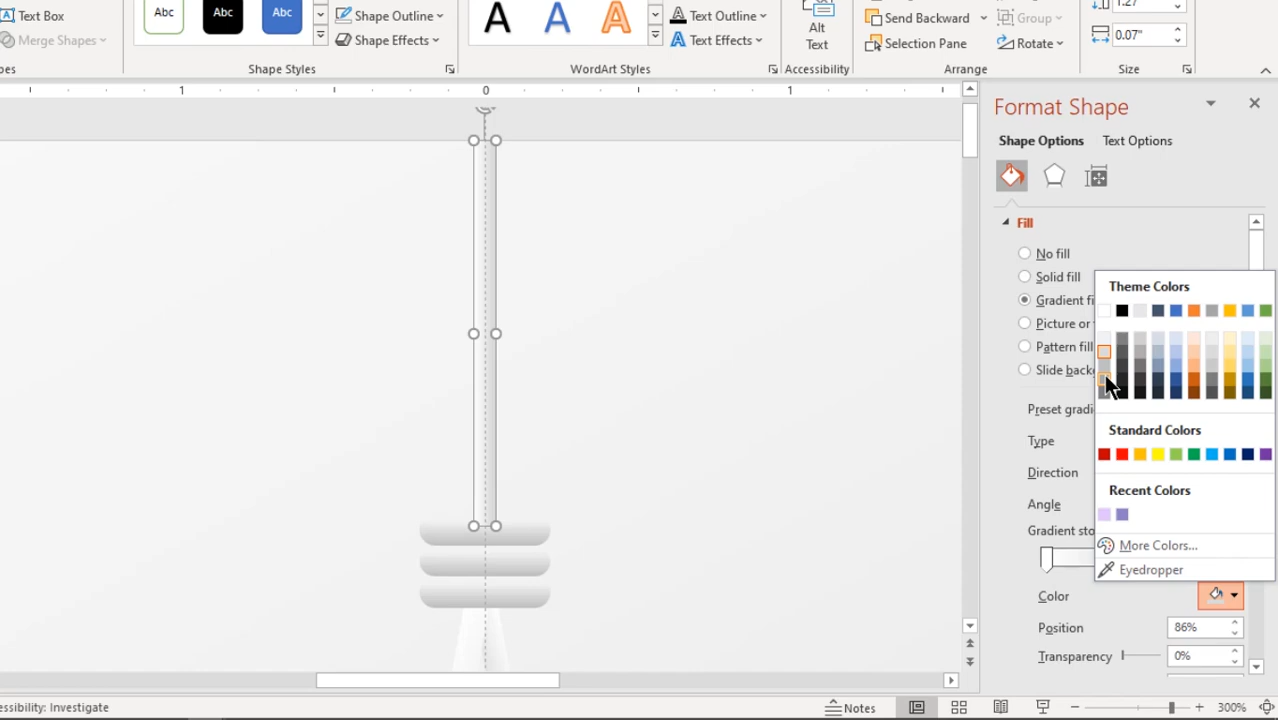 Text Box
Merge Shapes
pes
Abc Abc Abc
Shape Outline
Shape Effects
Shape Styles
A A A
Text Outline
Text Effects
WordArt Styles
Alt
Text
Accessibility
Send Backward
Selection Pane
Group
Rotate
Arrange
1.27"
0.07"
Size
1 0 1
Format Shape
Shape Options Text Options
Fill
No fill
Solid fill
Gradient fi
Picture or
Pattern fill
Slide back
Preset gradi
Type
Direction
Angle
Gradient sto
Theme Colors
Standard Colors
Recent Colors
More Colors...
Eyedropper
Color
Position 86%
Transparency 0%
cessibility: Investigate
Notes
300%